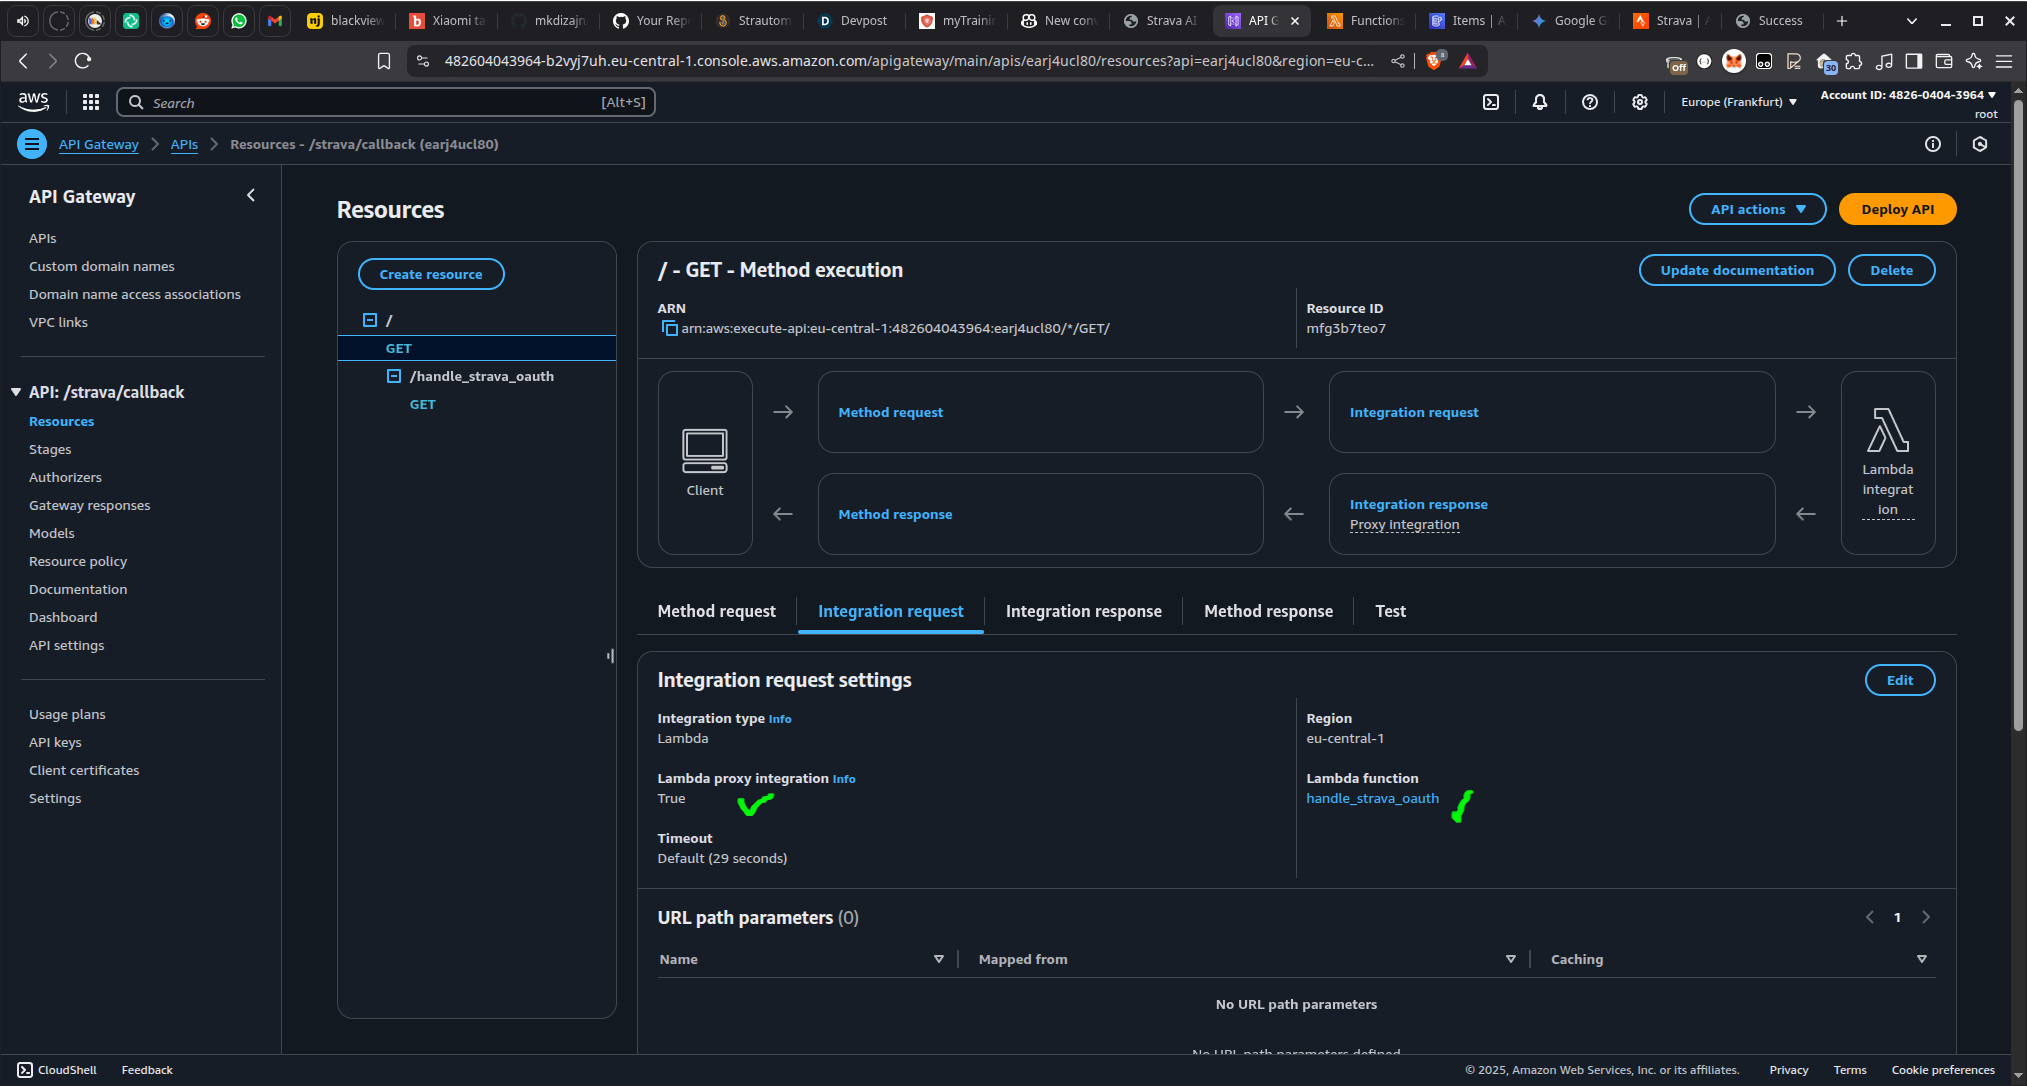 blackview
Xiaomi ta
mkdizajn
Your Rep
Strautom
Devpost
myTrainin
New conv
Strava AI
API G
Functions
Items | A
Google G
Strava | A
Success
482604043964-b2vyj7uh.eu-central-1.console.aws.amazon.com/apigateway/main/apis/earj4ucl80/resources?api=earj4ucl80&region=eu-c...
Off
30
aws
Search
[Alt+S]
Europe (Frankfurt)
Account ID: 4826-0404-3964
root
API Gateway
APIs
Resources - /strava/callback (earj4ucl80)
API Gateway
APIs
Custom domain names
Domain name access associations
VPC links
API: /strava/callback
Resources
Stages
Authorizers
Gateway responses
Models
Resource policy
Documentation
Dashboard
API settings
Usage plans
API keys
Client certificates
Settings
Resources
API actions
Deploy API
Create resource
/
GET
/handle_strava_oauth
GET
/ - GET - Method execution
Update documentation
Delete
ARN
arn:aws:execute-api:eu-central-1:482604043964:earj4ucl80/*/GET/
Resource ID
mfg3b7teo7
Client
Method request
Integration request
Method response
Integration response
Proxy integration
Lambda
integrat
ion
Method request
Integration request
Integration response
Method response
Test
Integration request settings
Edit
Integration type Info
Lambda
Region
eu-central-1
Lambda proxy integration Info
True
Lambda function
handle_strava_oauth
Timeout
Default (29 seconds)
URL path parameters (0)
1
Name
Mapped from
Caching
No URL path parameters
No URL path parameters defined
CloudShell
Feedback
© 2025, Amazon Web Services, Inc. or its affiliates.
Privacy
Terms
Cookie preferences